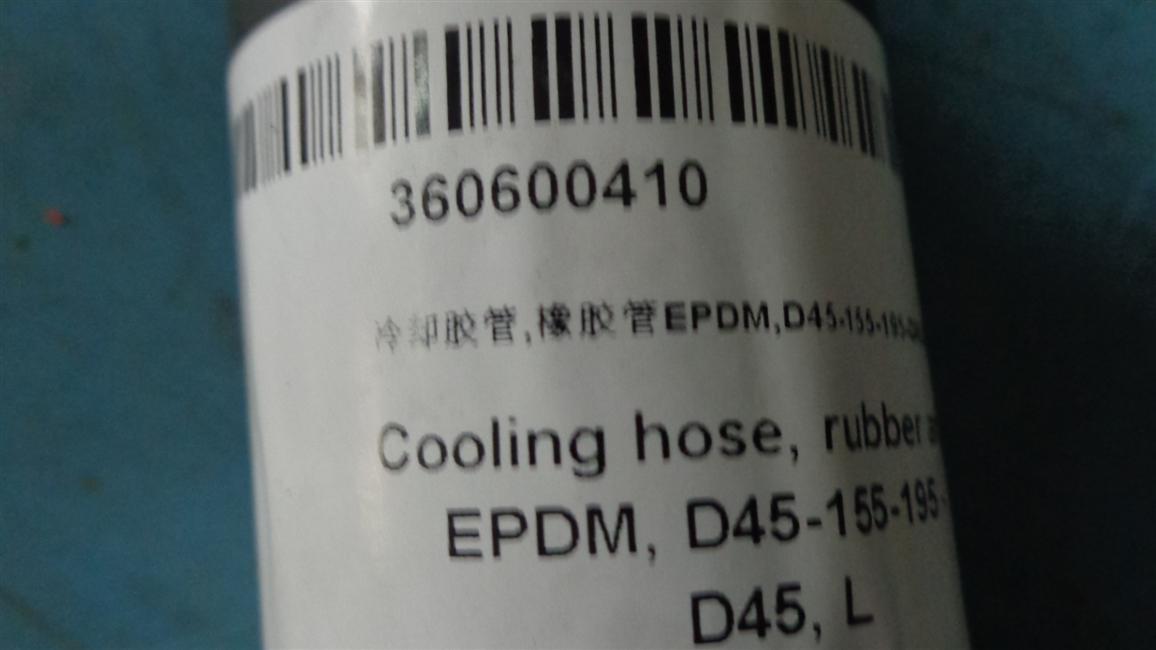 360600410
冷却胶管,橡胶管EPDM,D45-155-195-
Cooling hose, rubber
EPDM, D45-155-195-
D45, L